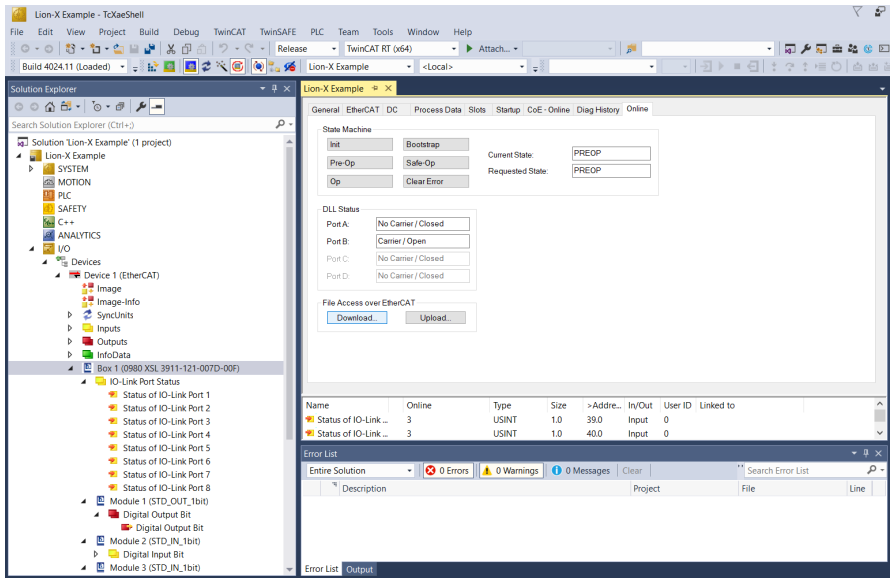 Lion-X Example - TcXaeShell
File Edit View Project Build Debug TwinCAT TwinSAFE PLC Team Tools Window Help
Release TwinCAT RT (x64) Attach...
Build 4024.11 (Loaded) Lion-X Example <Local>
Solution Explorer
Search Solution Explorer (Ctrl+;)
Solution 'Lion-X Example' (1 project)
Lion-X Example
SYSTEM
MOTION
PLC
SAFETY
C++
ANALYTICS
I/O
Devices
Device 1 (EtherCAT)
Image
Image-Info
SyncUnits
Inputs
Outputs
InfoData
Box 1 (0980 XSL 3911-121-007D-00F)
IO-Link Port Status
Status of IO-Link Port 1
Status of IO-Link Port 2
Status of IO-Link Port 3
Status of IO-Link Port 4
Status of IO-Link Port 5
Status of IO-Link Port 6
Status of IO-Link Port 7
Status of IO-Link Port 8
Module 1 (STD_OUT_1bit)
Digital Output Bit
Digital Output Bit
Module 2 (STD_IN_1bit)
Digital Input Bit
Module 3 (STD_IN_1bit)
Lion-X Example
General EtherCAT DC Process Data Slots Startup CoE - Online Diag History Online
State Machine
Init Bootstrap
Pre-Op Safe-Op
Op Clear Error
Current State: PREOP
Requested State: PREOP
DLL Status
Port A: No Carrier / Closed
Port B: Carrier / Open
Port C: No Carrier / Closed
Port D: No Carrier / Closed
File Access over EtherCAT
Download... Upload...
Name Online Type Size >Addre... In/Out User ID Linked to
Status of IO-Link ... 3 USINT 1.0 39.0 Input 0
Status of IO-Link ... 3 USINT 1.0 40.0 Input 0
Error List
Entire Solution 0 Errors 0 Warnings 0 Messages Clear Search Error List
Description Project File Line
Error List Output